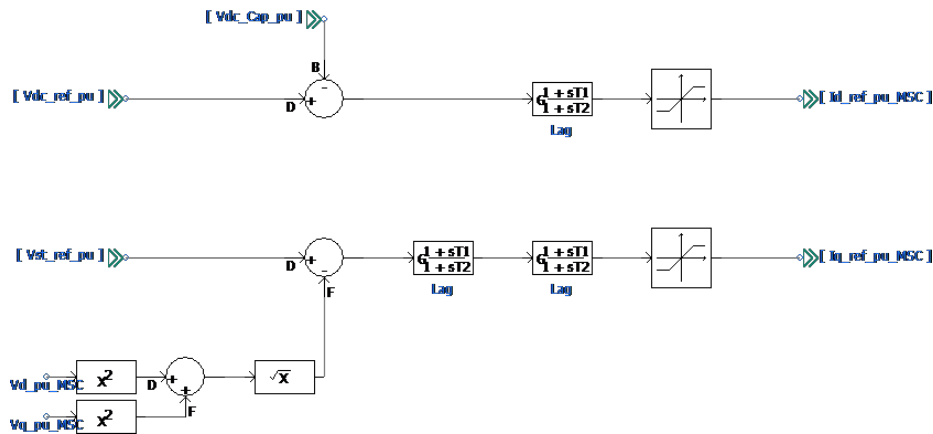 [ Vdc_Cap_pu ]
B
-
[ Vdc_ref_pu ]
D
+
G 1 + sT1
1 + sT2
Lag
[ Id_ref_pu_MSC ]
[ Vst_ref_pu ]
D
+
-
F
G 1 + sT1
1 + sT2
Lag
G 1 + sT1
1 + sT2
Lag
[ Iq_ref_pu_MSC ]
Vd_pu_MSC
X²
D
+
+
F
√X
Vq_pu_MSC
X²